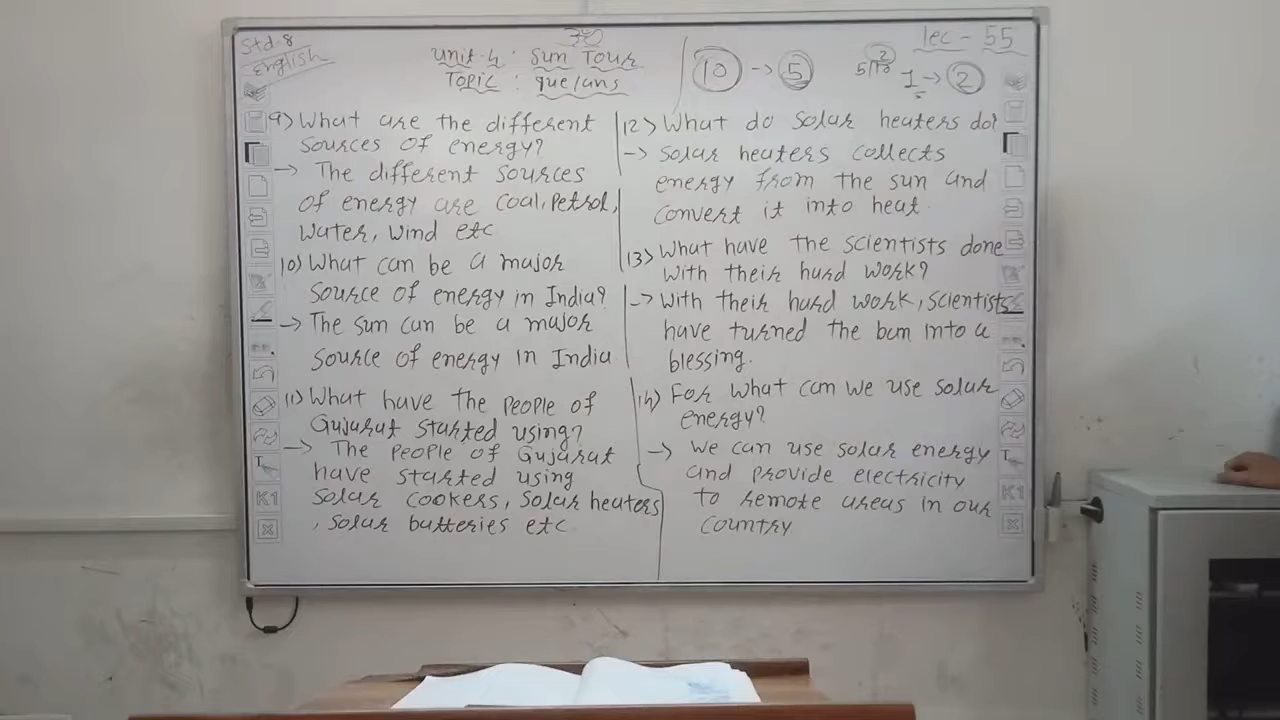 Std-8
English
ૐ
Unit-4 : Sun Tour
Topic : que/ans
lec - 55
10 → 5
2
5√10
1 → 2
9) What are the different
sources of energy?
→ The different sources
of energy are coal, petrol,
water, wind etc
10) What can be a major
source of energy in India?
→ The sun can be a major
source of energy in India
11) What have the people of
Gujarat started using?
→ The people of Gujarat
have started using
solar cookers, solar heaters
, solar batteries etc
12) What do solar heaters do?
→ solar heaters collects
energy from the sun and
convert it into heat.
13) What have the scientists done
with their hard work?
→ With their hard work, scientists
have turned the ban into a
blessing.
14) For what can we use solar
energy?
→ We can use solar energy
and provide electricity
to remote areas in our
country
T
K1
T
K1